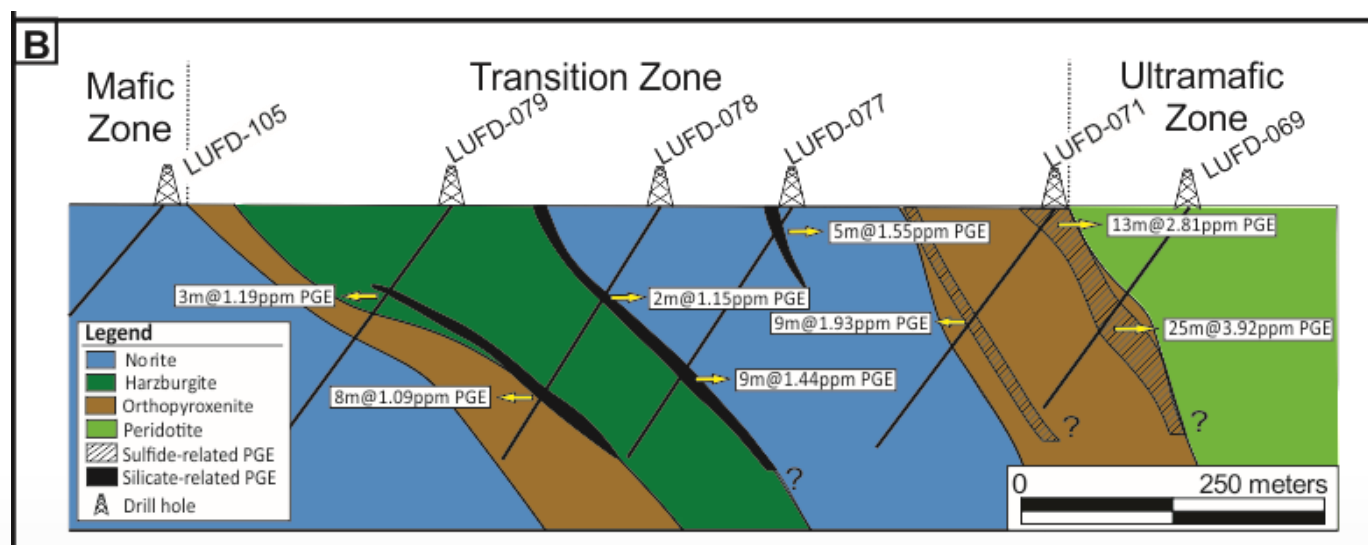 B
Mafic
Zone
Transition Zone
Ultramafic
Zone
LUFD-105
LUFD-079
LUFD-078
LUFD-077
LUFD-071
LUFD-069
5m@1.55ppm PGE
13m@2.81ppm PGE
3m@1.19ppm PGE
2m@1.15ppm PGE
9m@1.93ppm PGE
25m@3.92ppm PGE
8m@1.09ppm PGE
9m@1.44ppm PGE
?
?
?
Legend
Norite
Harzburgite
Orthopyroxenite
Peridotite
Sulfide-related PGE
Silicate-related PGE
Drill hole
0 250 meters